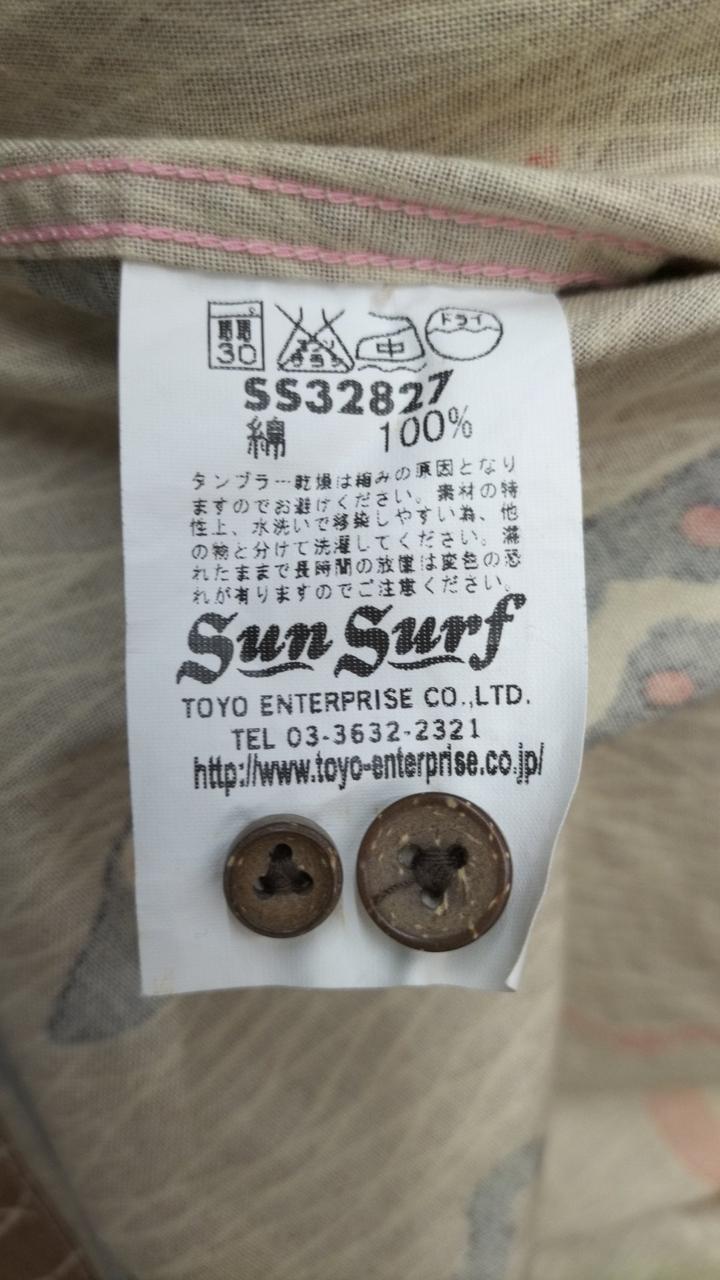 30
エンソ
サラシ
中
ドライ
SS32827
綿 100%
タンブラー乾燥は縮みの原因となり
ますのでお避けください。素材の特
性上、水洗いで移染しやすい為、他
の物と分けて洗濯してください。濡
れたままで長時間の放置は変色の恐
れが有りますのでご注意ください。
Sun Surf
TOYO ENTERPRISE CO.,LTD.
TEL 03-3632-2321
http://www.toyo-enterprise.co.jp/